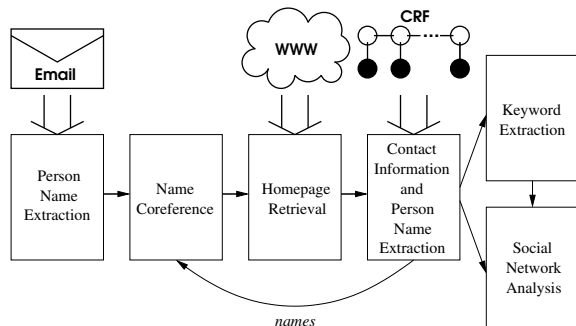 Email
WWW
CRF
Person
Name
Extraction
Name
Coreference
Homepage
Retrieval
Contact
Information
and
Person
Name
Extraction
Keyword
Extraction
Social
Network
Analysis
names